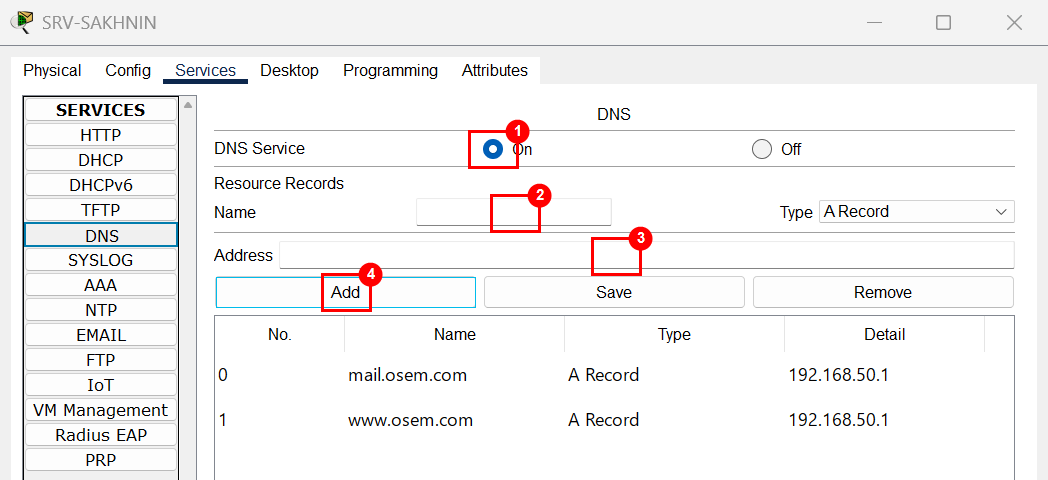 SRV-SAKHNIN
Physical Config Services Desktop Programming Attributes
SERVICES
HTTP
DHCP
DHCPv6
TFTP
DNS
SYSLOG
AAA
NTP
EMAIL
FTP
IoT
VM Management
Radius EAP
PRP
DNS
DNS Service On Off
1
Resource Records
2
Name Type A Record
3
Address
4
Add Save Remove
No. Name Type Detail
0 mail.osem.com A Record 192.168.50.1
1 www.osem.com A Record 192.168.50.1